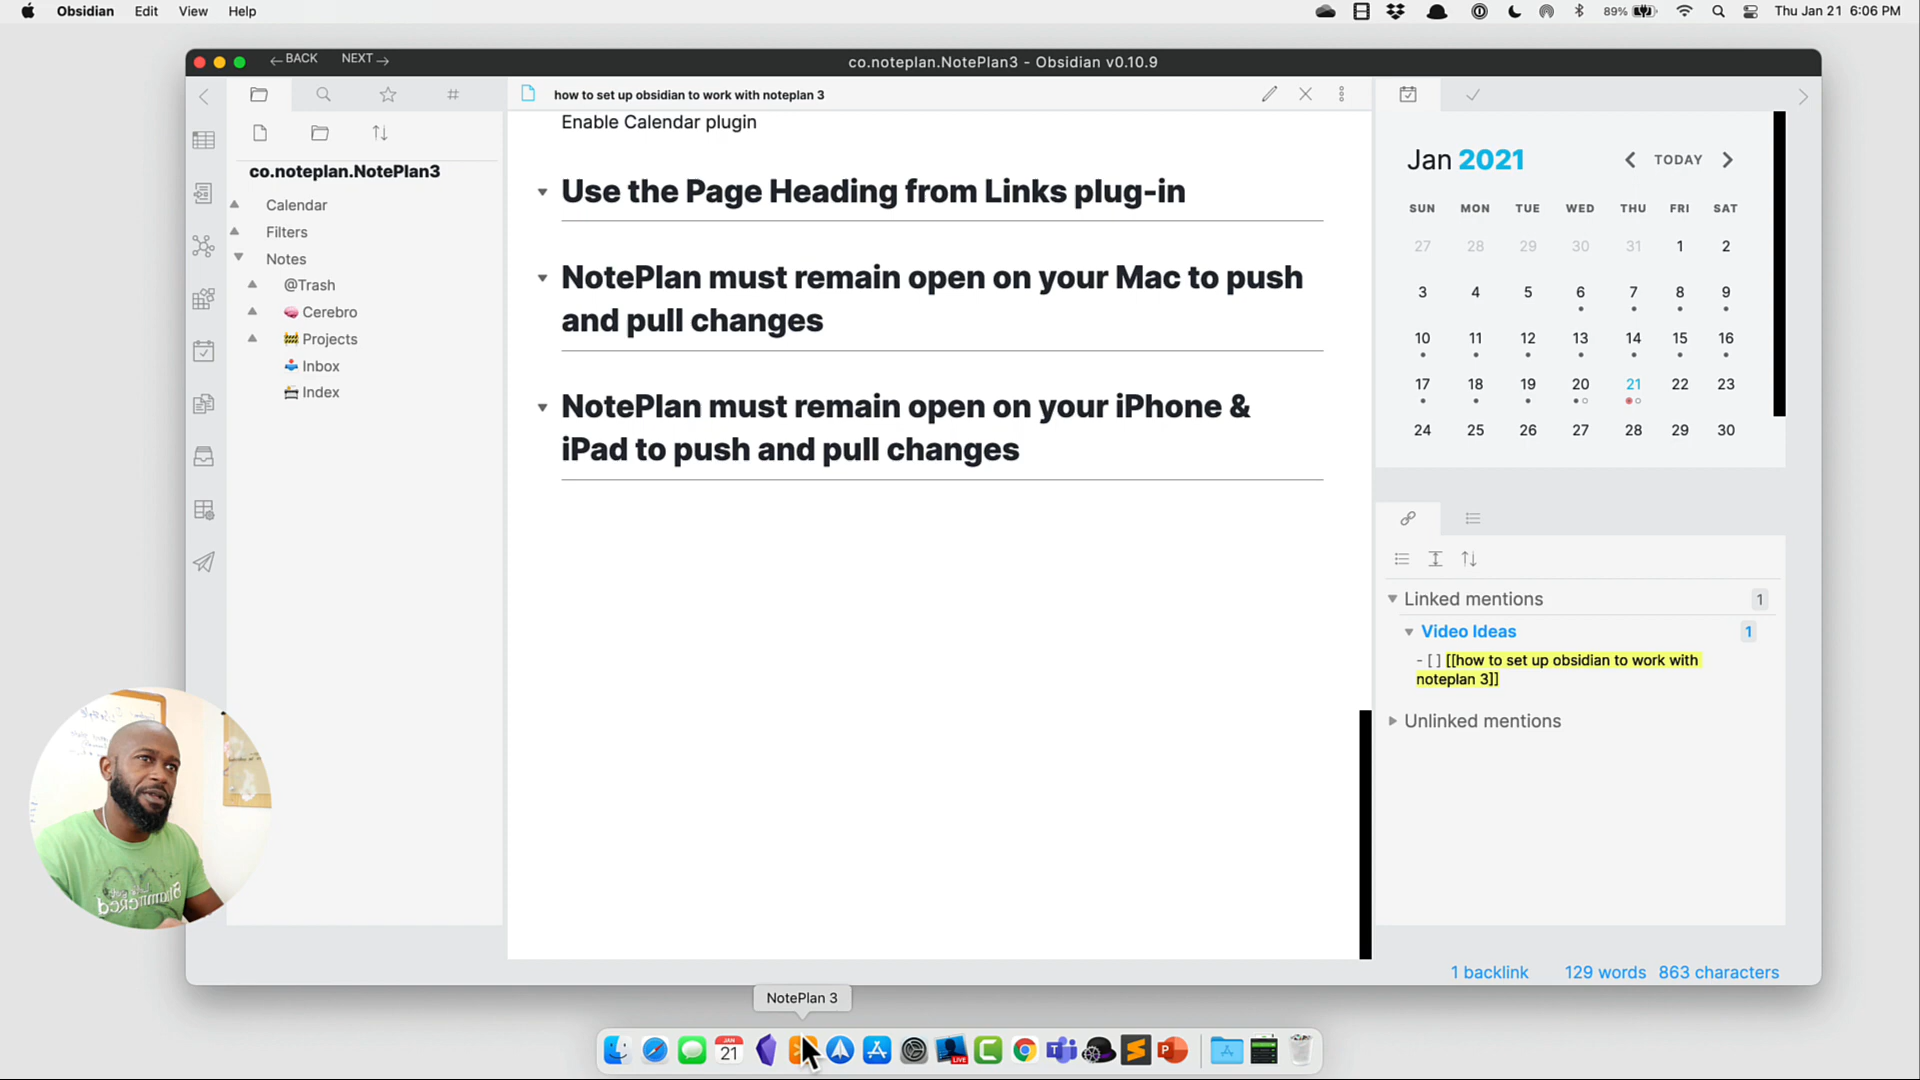 Obsidian Edit View Help
89% Thu Jan 21 6:06 PM
← BACK NEXT →
co.noteplan.NotePlan3 - Obsidian v0.10.9
how to set up obsidian to work with noteplan 3
co.noteplan.NotePlan3
Calendar
Filters
Notes
@Trash
🧠 Cerebro
🚧 Projects
📥 Inbox
📇 Index
Enable Calendar plugin
Use the Page Heading from Links plug-in
NotePlan must remain open on your Mac to push
and pull changes
NotePlan must remain open on your iPhone &
iPad to push and pull changes
Jan 2021 TODAY
SUN MON TUE WED THU FRI SAT
27 28 29 30 31 1 2
3 4 5 6 7 8 9
10 11 12 13 14 15 16
17 18 19 20 21 22 23
24 25 26 27 28 29 30
Linked mentions 1
Video Ideas 1
- [ ] [[how to set up obsidian to work with
noteplan 3]]
Unlinked mentions
1 backlink 129 words 863 characters
NotePlan 3
JAN
21
LIVE